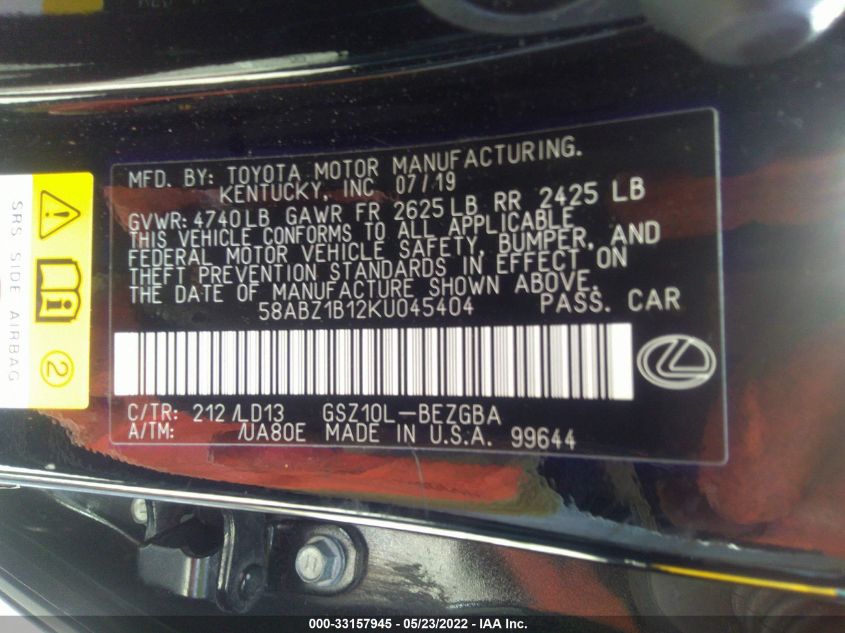 MFD. BY: TOYOTA MOTOR MANUFACTURING.
KENTUCKY, INC 07/19
GVWR: 4740LB GAWR FR 2625LB RR 2425 LB
THIS VEHICLE CONFORMS TO ALL APPLICABLE
FEDERAL MOTOR VEHICLE SAFETY, BUMPER, AND
THEFT PREVENTION STANDARDS IN EFFECT ON
THE DATE OF MANUFACTURE SHOWN ABOVE.
58ABZ1B12KU045404 PASS. CAR
C/TR: 212 /LD13 GSZ10L-BEZGBA
A/TM: /UA80E MADE IN U.S.A. 99644
SRS SIDE AIRBAG
2
000-33157945 - 05/23/2022 - IAA Inc.